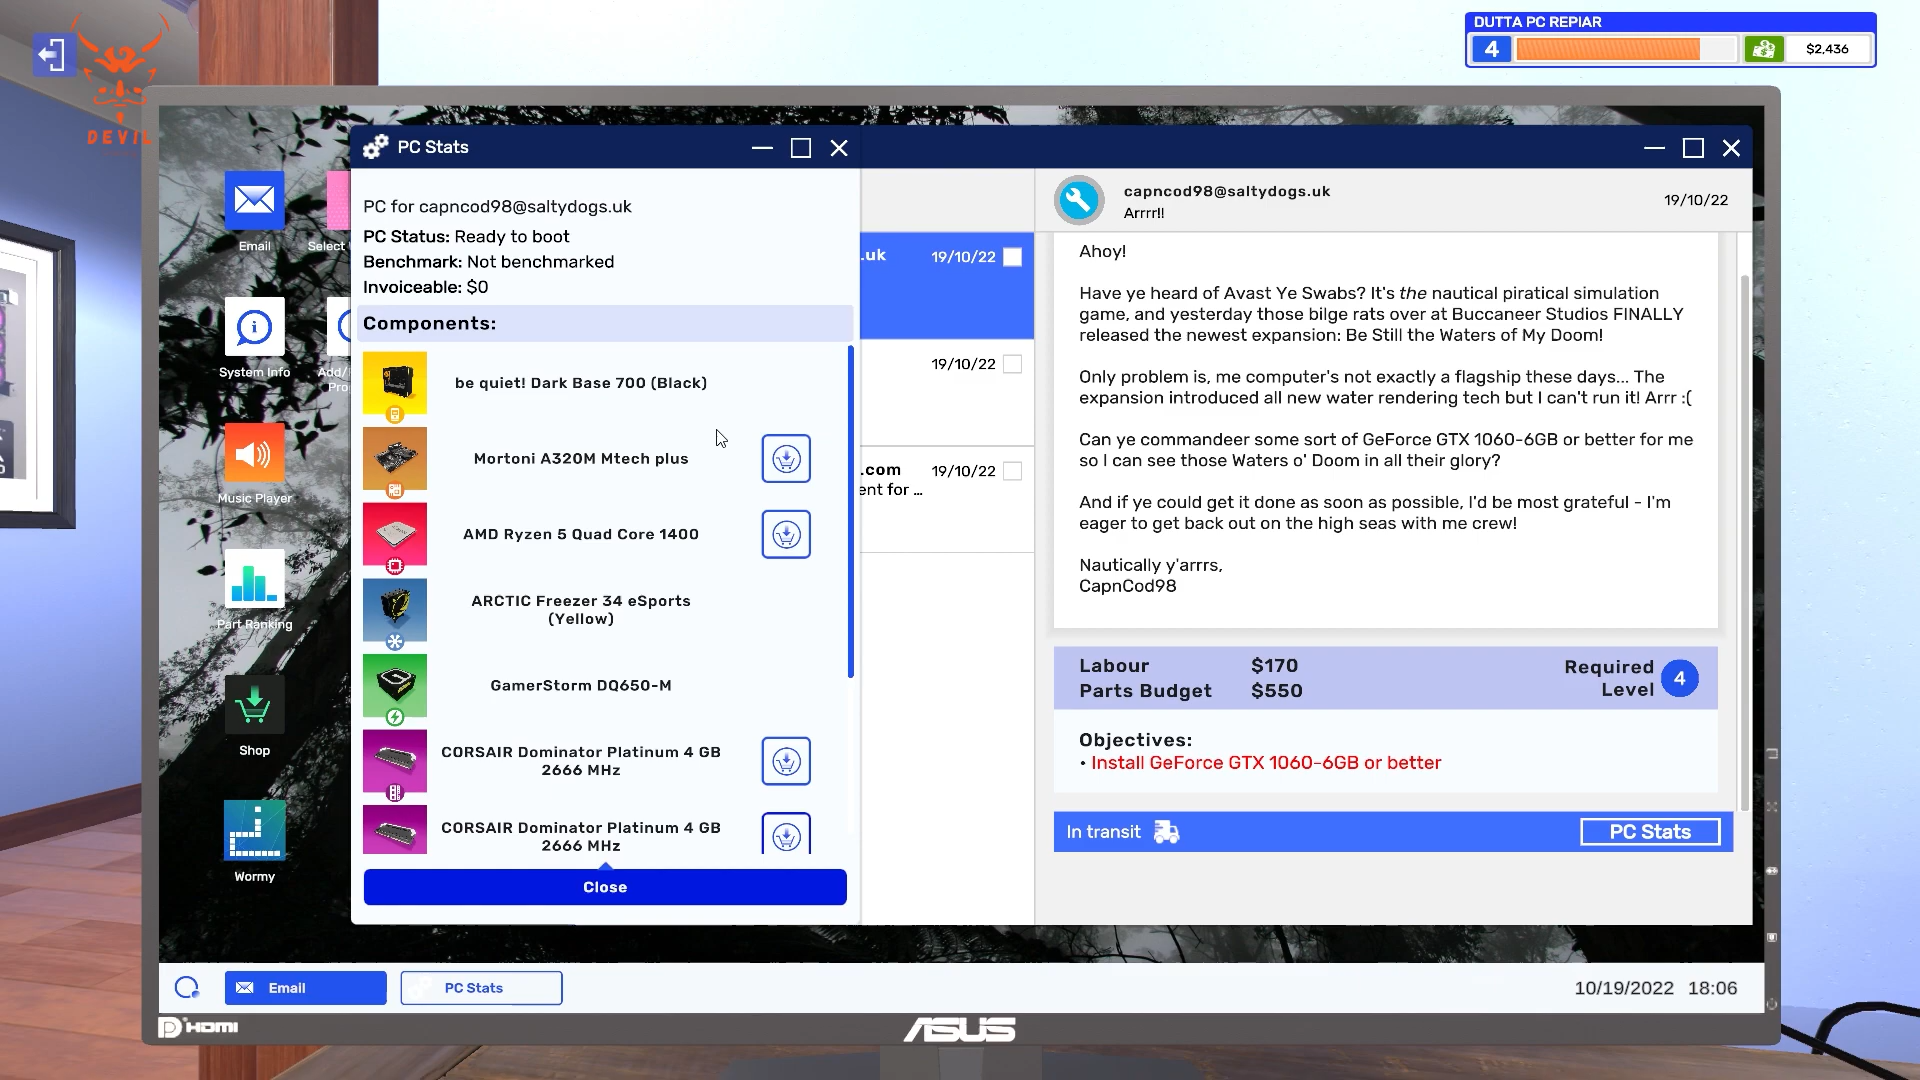 DUTTA PC REPIAR
4
$2,436
DEVIL
PC Stats
PC for capncod98@saltydogs.uk
PC Status: Ready to boot
Benchmark: Not benchmarked
Invoiceable: $0
Components:
be quiet! Dark Base 700 (Black)
Mortoni A320M Mtech plus
AMD Ryzen 5 Quad Core 1400
ARCTIC Freezer 34 eSports
(Yellow)
GamerStorm DQ650-M
CORSAIR Dominator Platinum 4 GB
2666 MHz
CORSAIR Dominator Platinum 4 GB
2666 MHz
Close
Email
Select
System Info
Add/
Pro
Music Player
Part Ranking
Shop
Wormy
.uk
19/10/22
19/10/22
.com
19/10/22
ent for ...
capncod98@saltydogs.uk
Arrrr!!
19/10/22
Ahoy!
Have ye heard of Avast Ye Swabs? It's the nautical piratical simulation
game, and yesterday those bilge rats over at Buccaneer Studios FINALLY
released the newest expansion: Be Still the Waters of My Doom!
Only problem is, me computer's not exactly a flagship these days... The
expansion introduced all new water rendering tech but I can't run it! Arrr :(
Can ye commandeer some sort of GeForce GTX 1060-6GB or better for me
so I can see those Waters o' Doom in all their glory?
And if ye could get it done as soon as possible, I'd be most grateful - I'm
eager to get back out on the high seas with me crew!
Nautically y'arrrs,
CapnCod98
Labour $170
Parts Budget $550
Required
Level
4
Objectives:
• Install GeForce GTX 1060-6GB or better
In transit
PC Stats
Email
PC Stats
10/19/2022 18:06
HDMI
ASUS